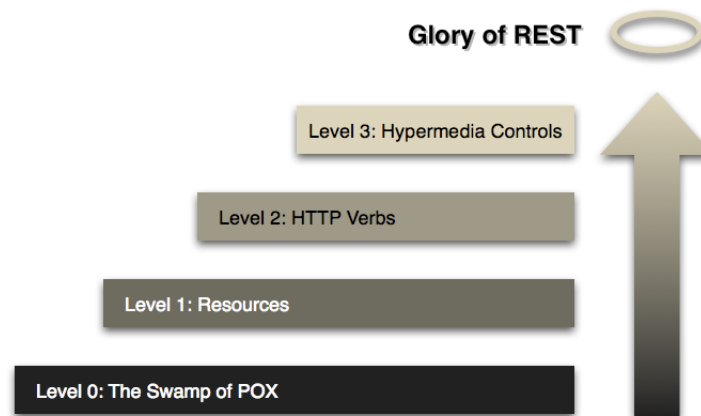 Glory of REST
Level 3: Hypermedia Controls
Level 2: HTTP Verbs
Level 1: Resources
Level 0: The Swamp of POX